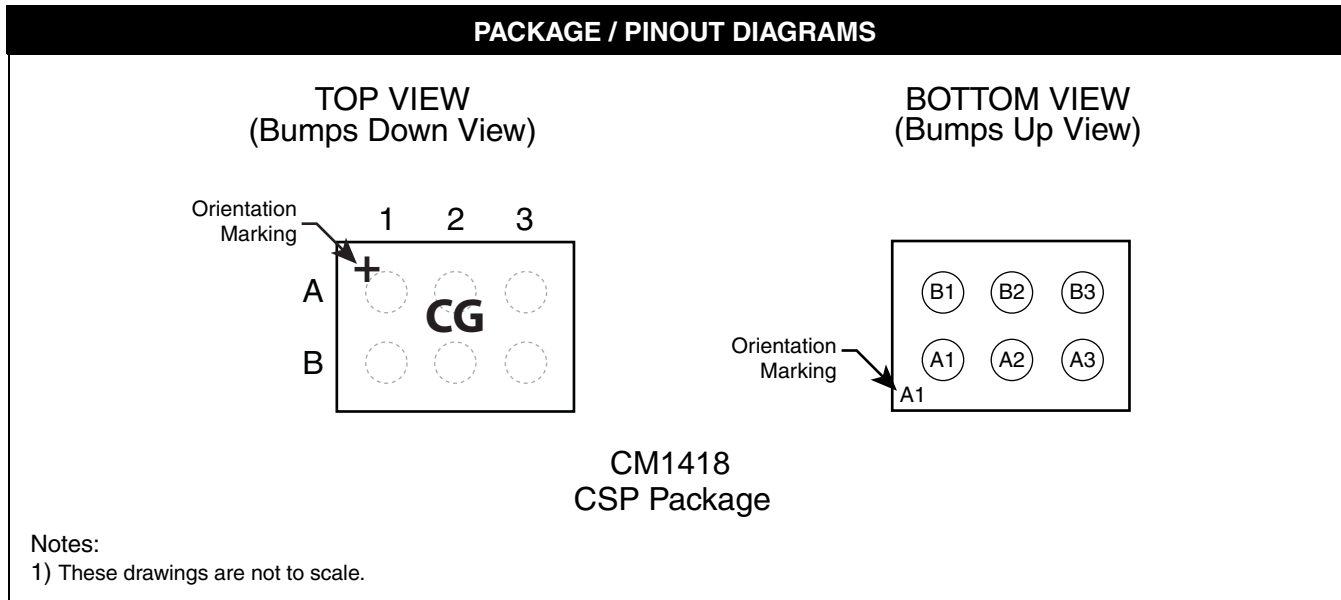 PACKAGE / PINOUT DIAGRAMS
TOP VIEW
(Bumps Down View)
Orientation
Marking
1 2 3
+
A
CG
B
BOTTOM VIEW
(Bumps Up View)
B1 B2 B3
Orientation
Marking
A1 A2 A3
A1
CM1418
CSP Package
Notes:
1) These drawings are not to scale.